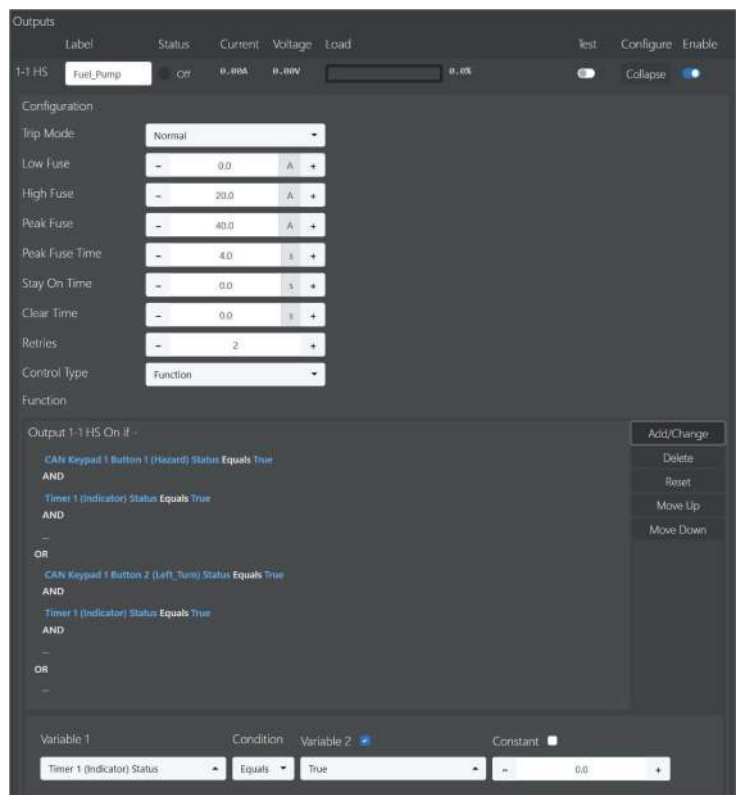 Outputs
Label Status Current Voltage Load Test Configure Enable
1-1 HS Fuel_Pump Off 0.00A 0.00V 0.0% Collapse
Configuration
Trip Mode Normal
Low Fuse - 0.0 A +
High Fuse - 20.0 A +
Peak Fuse - 40.0 A +
Peak Fuse Time - 4.0 s +
Stay On Time - 0.0 s +
Clear Time - 0.0 s +
Retries - 2 +
Control Type Function
Function
Output 1-1 HS On if - Add/Change
Delete
Reset
Move Up
Move Down
CAN Keypad 1 Button 1 (Hazard) Status Equals True
AND
Timer 1 (Indicator) Status Equals True
AND
...
OR
CAN Keypad 1 Button 2 (Left_Turn) Status Equals True
AND
Timer 1 (Indicator) Status Equals True
AND
...
OR
...
Variable 1 Condition Variable 2 Constant
Timer 1 (Indicator) Status Equals True - 0.0 +